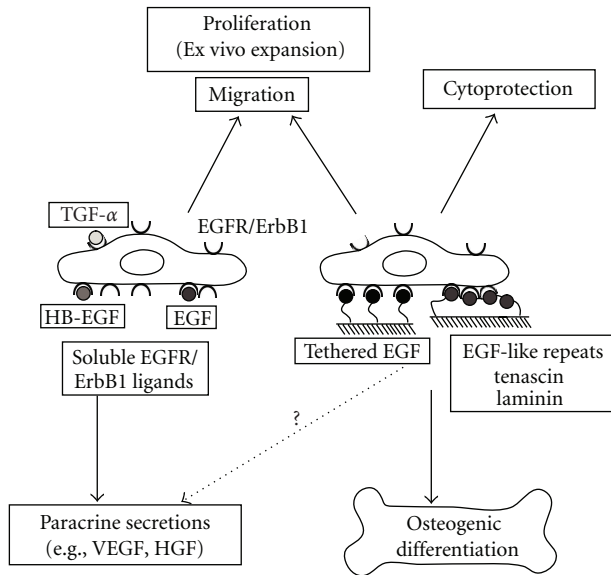 Proliferation
(Ex vivo expansion)
Migration
Cytoprotection
TGF-α
EGFR/ErbB1
HB-EGF
EGF
Tethered EGF
Soluble EGFR/
ErbB1 ligands
EGF-like repeats
tenascin
laminin
?
Paracrine secretions
(e.g., VEGF, HGF)
Osteogenic
differentiation